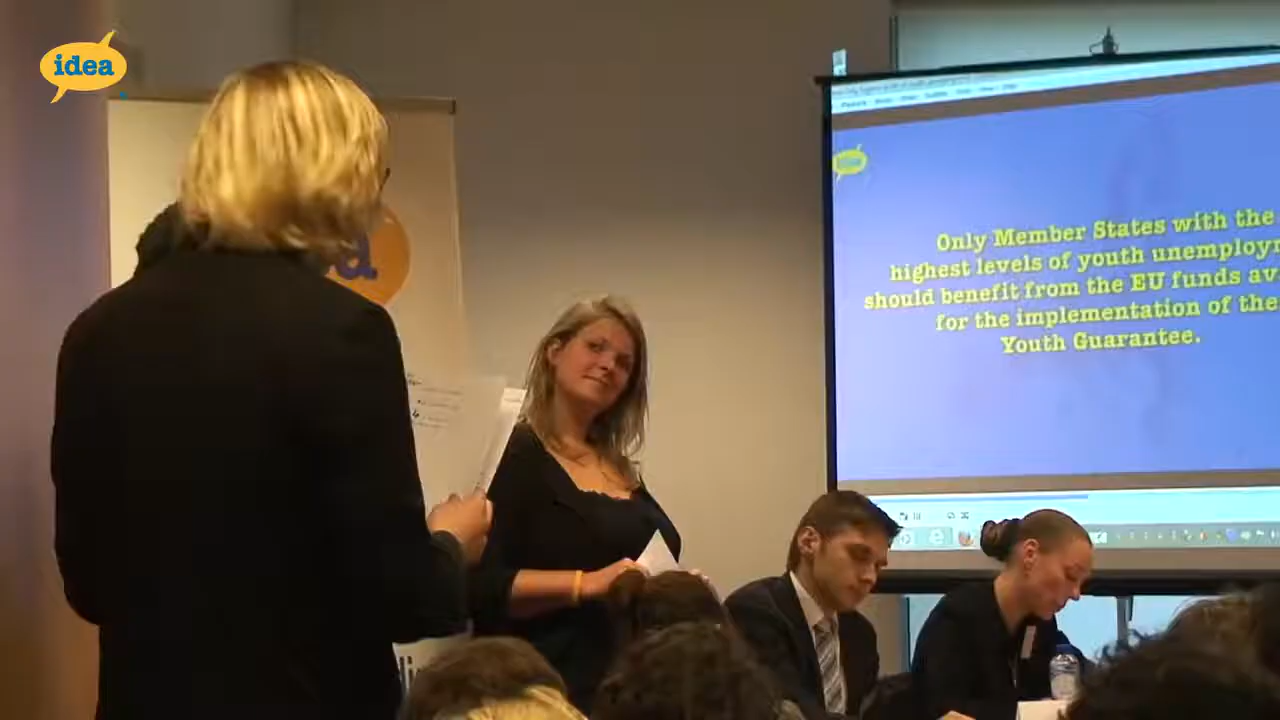 idea
a
Only Member States with the
highest levels of youth unemploy
should benefit from the EU funds av
for the implementation of the
Youth Guarantee.